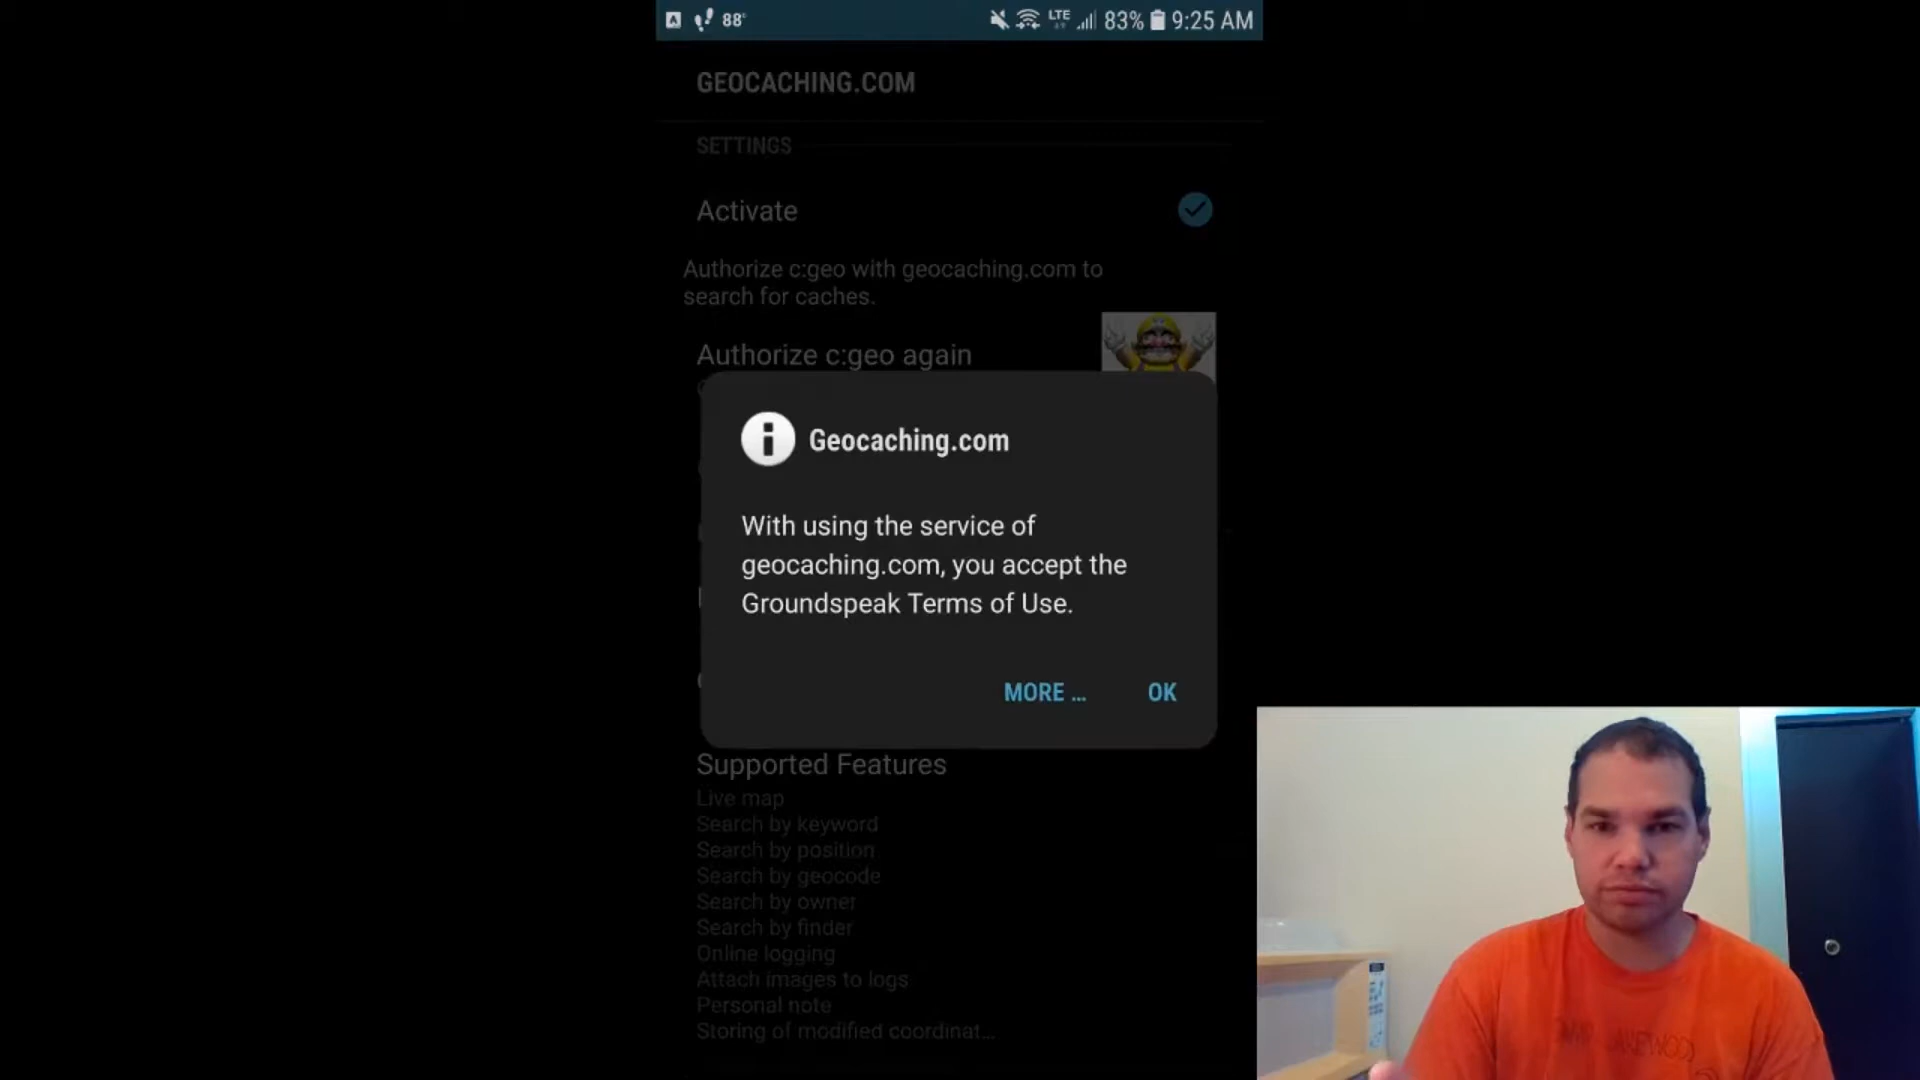 88°
LTE 83% 9:25 AM
GEOCACHING.COM
SETTINGS
Activate
Authorize c:geo with geocaching.com to
search for caches.
Authorize c:geo again
Geocaching.com
With using the service of
geocaching.com, you accept the
Groundspeak Terms of Use.
MORE ... OK
Supported Features
Live map
Search by keyword
Search by position
Search by geocode
Search by owner
Search by finder
Online logging
Attach images to logs
Personal note
Storing of modified coordinat...